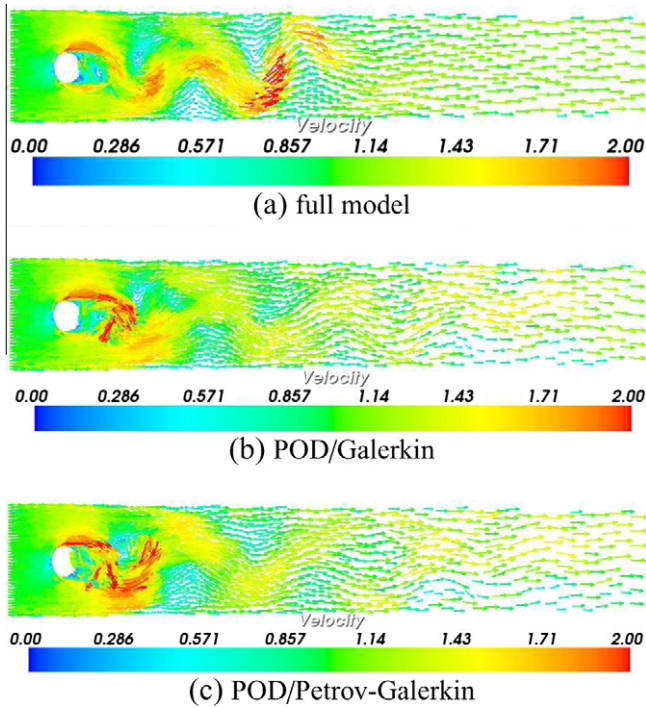 Velocity
0.00 0.286 0.571 0.857 1.14 1.43 1.71 2.00
(a) full model
Velocity
0.00 0.286 0.571 0.857 1.14 1.43 1.71 2.00
(b) POD/Galerkin
Velocity
0.00 0.286 0.571 0.857 1.14 1.43 1.71 2.00
(c) POD/Petrov-Galerkin